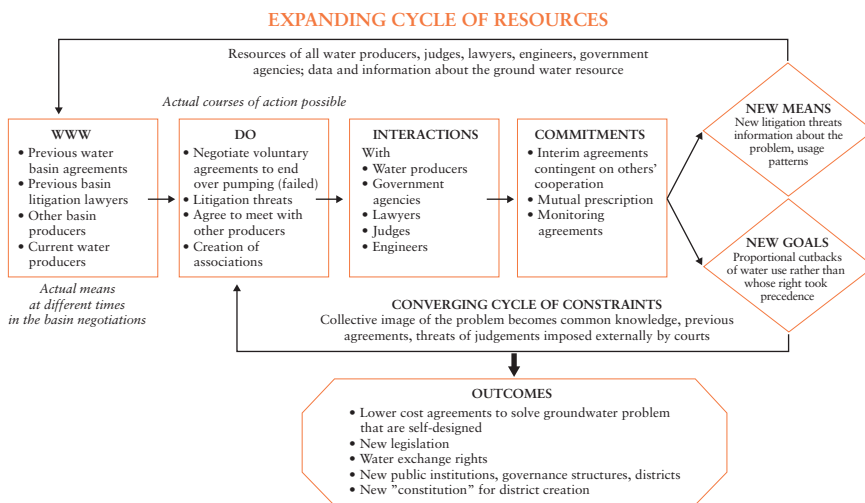 EXPANDING CYCLE OF RESOURCES
Resources of all water producers, judges, lawyers, engineers, government
agencies; data and information about the ground water resource
Actual courses of action possible
WWW
• Previous water
basin agreements
• Previous basin
litigation lawyers
• Other basin
producers
• Current water
producers
Actual means
at different times
in the basin negotiations
DO
• Negotiate voluntary
agreements to end
over pumping (failed)
• Litigation threats
• Agree to meet with
other producers
• Creation of
associations
INTERACTIONS
With
• Water producers
• Government
agencies
• Lawyers
• Judges
• Engineers
COMMITMENTS
• Interim agreements
contingent on others'
cooperation
• Mutual prescription
• Monitoring
agreements
NEW MEANS
New litigation threats
information about the
problem, usage
patterns
NEW GOALS
Proportional cutbacks
of water use rather than
whose right took
precedence
CONVERGING CYCLE OF CONSTRAINTS
Collective image of the problem becomes common knowledge, previous
agreements, threats of judgements imposed externally by courts
OUTCOMES
• Lower cost agreements to solve groundwater problem
that are self-designed
• New legislation
• Water exchange rights
• New public institutions, governance structures, districts
• New ”constitution” for district creation